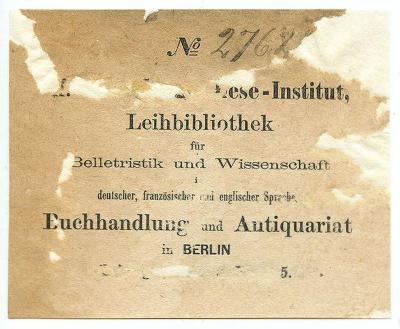 No 2762
Lese-Institut,
Leihbibliothek
für
Belletristik und Wissenschaft
i
deutscher, französischer und englischer Sprache,
Buchhandlung und Antiquariat
in BERLIN
5.